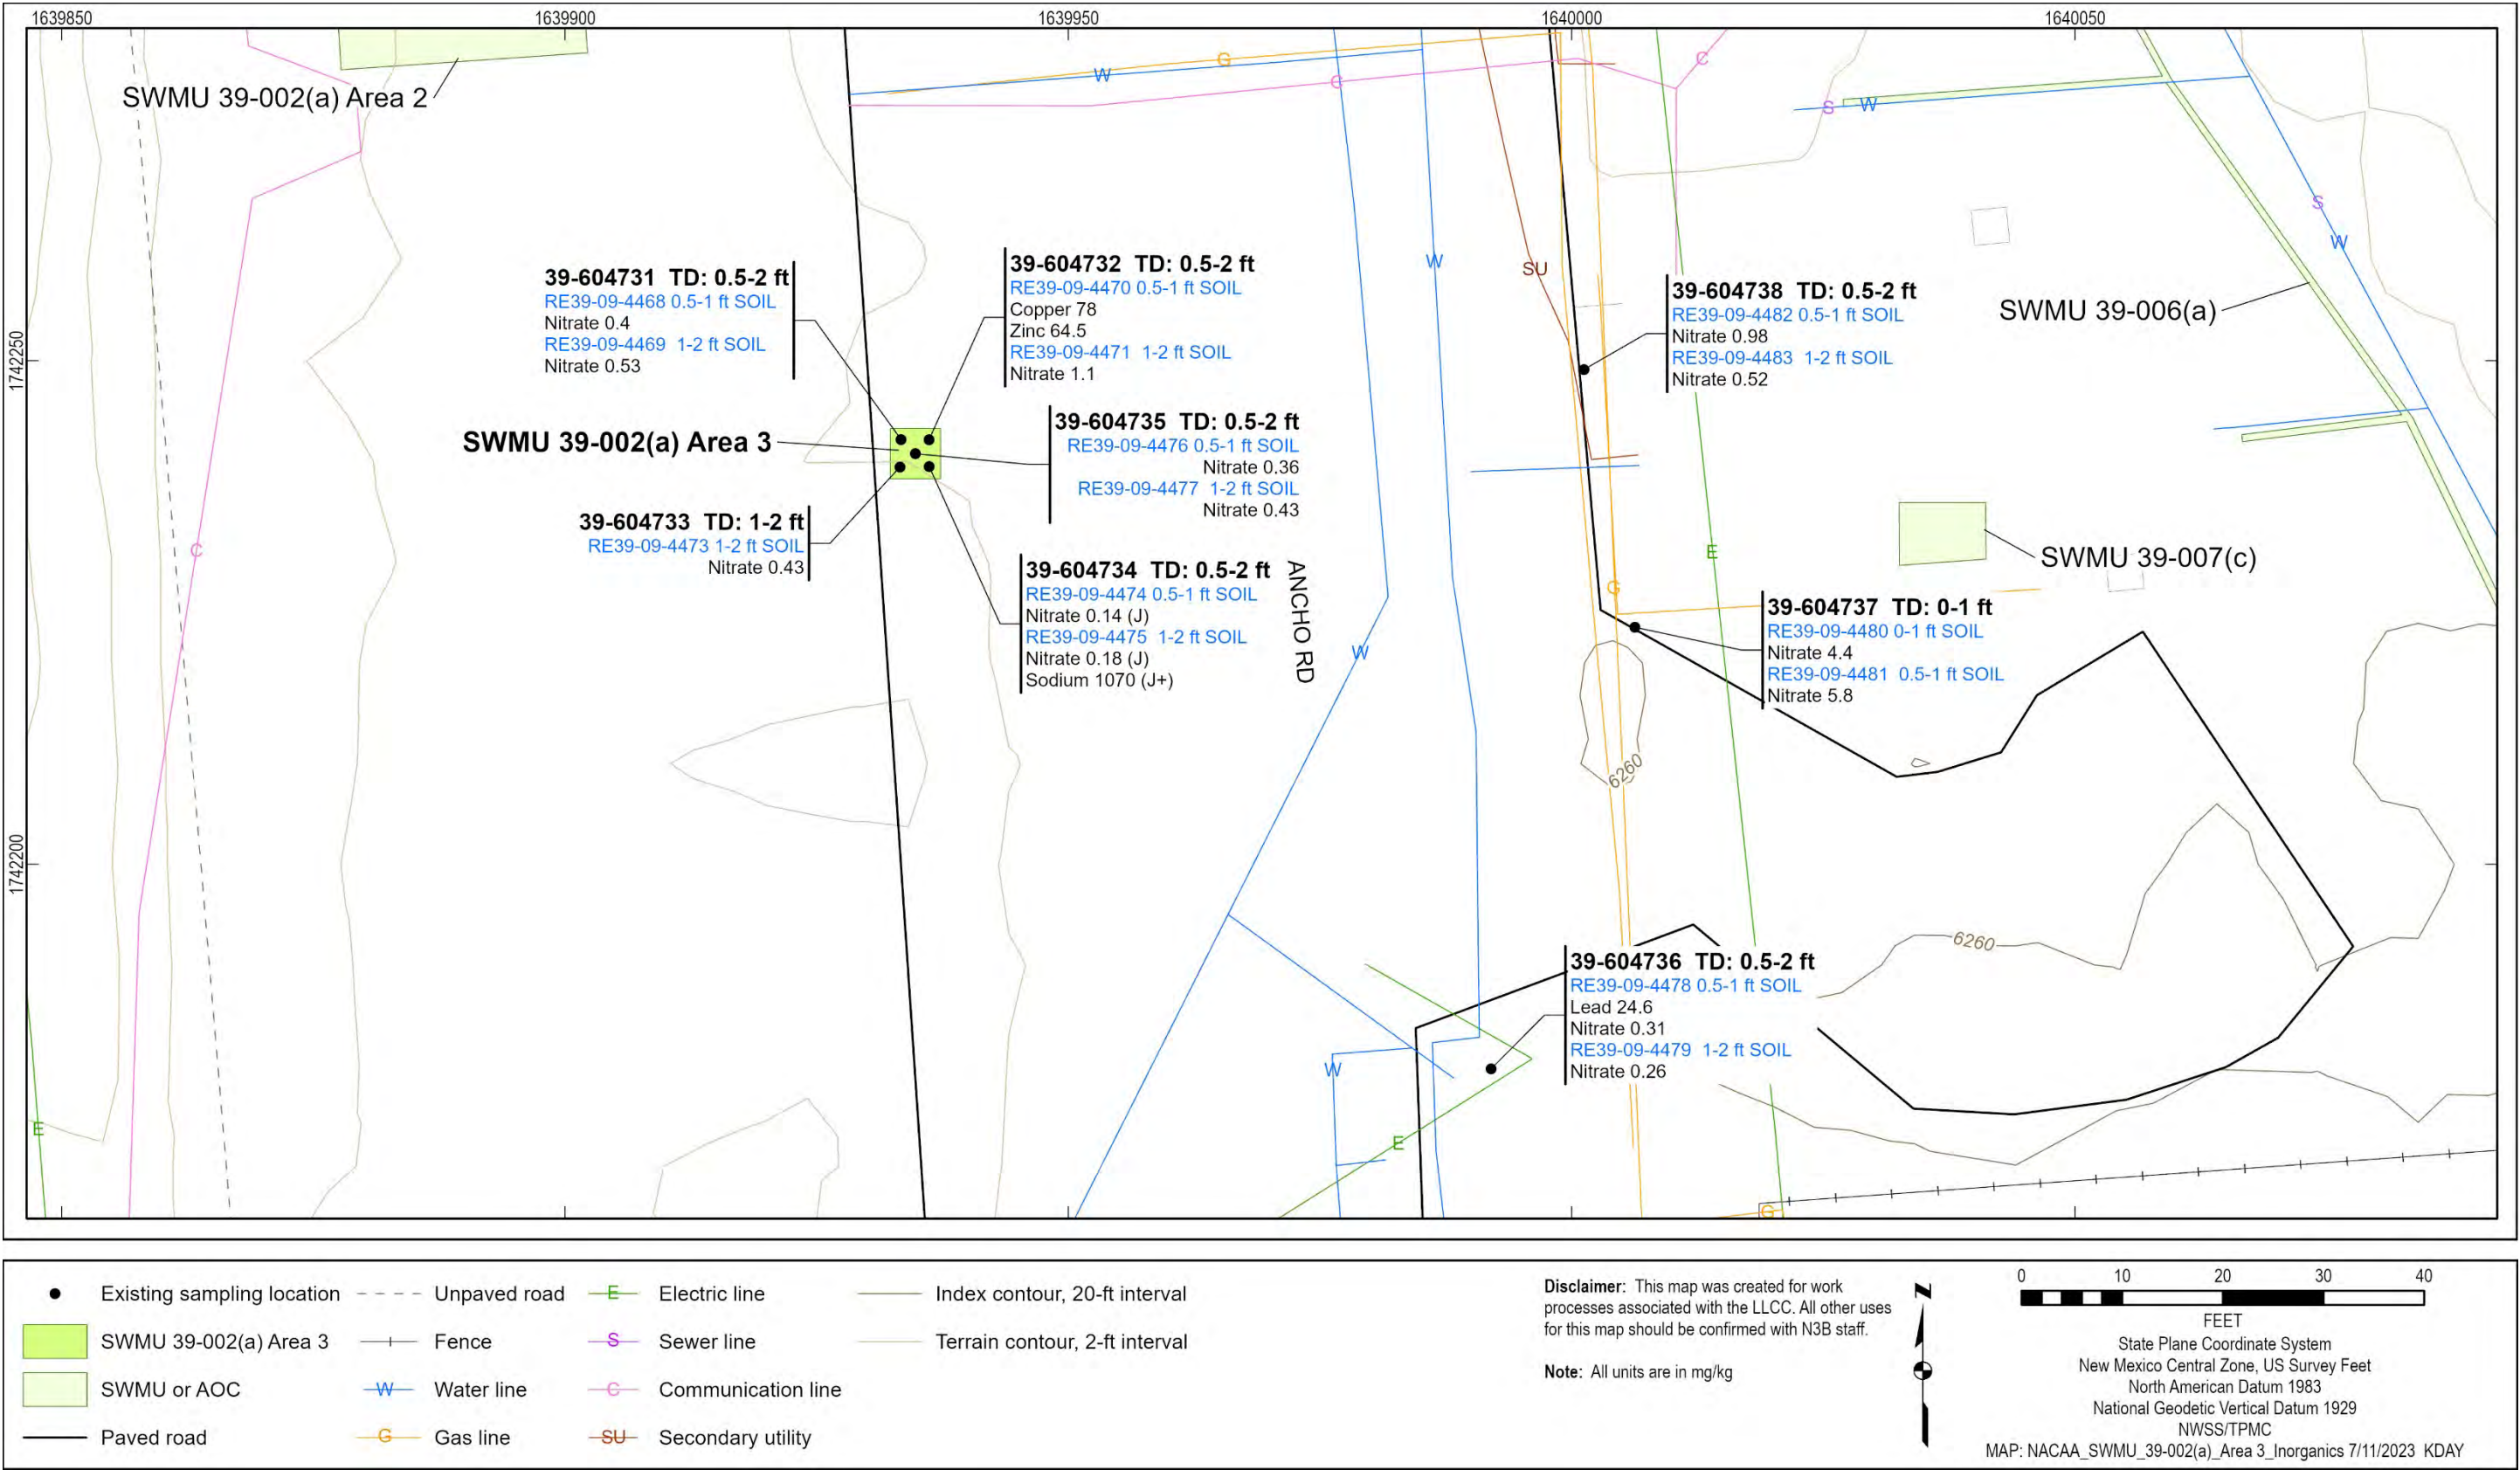 1639850
1639900
1639950
1640000
1640050
SWMU 39-002(a) Area 2
G
W
C
C
S
W
S
W
W
SU
1742250
39-604731 TD: 0.5-2 ft
RE39-09-4468 0.5-1 ft SOIL
Nitrate 0.4
RE39-09-4469 1-2 ft SOIL
Nitrate 0.53
39-604732 TD: 0.5-2 ft
RE39-09-4470 0.5-1 ft SOIL
Copper 78
Zinc 64.5
RE39-09-4471 1-2 ft SOIL
Nitrate 1.1
39-604738 TD: 0.5-2 ft
RE39-09-4482 0.5-1 ft SOIL
Nitrate 0.98
RE39-09-4483 1-2 ft SOIL
Nitrate 0.52
SWMU 39-006(a)
SWMU 39-002(a) Area 3
39-604735 TD: 0.5-2 ft
RE39-09-4476 0.5-1 ft SOIL
Nitrate 0.36
RE39-09-4477 1-2 ft SOIL
Nitrate 0.43
39-604733 TD: 1-2 ft
RE39-09-4473 1-2 ft SOIL
Nitrate 0.43
C
E
SWMU 39-007(c)
G
39-604734 TD: 0.5-2 ft
RE39-09-4474 0.5-1 ft SOIL
Nitrate 0.14 (J)
RE39-09-4475 1-2 ft SOIL
Nitrate 0.18 (J)
Sodium 1070 (J+)
ANCHO RD
W
39-604737 TD: 0-1 ft
RE39-09-4480 0-1 ft SOIL
Nitrate 4.4
RE39-09-4481 0.5-1 ft SOIL
Nitrate 5.8
6260
1742200
6260
39-604736 TD: 0.5-2 ft
RE39-09-4478 0.5-1 ft SOIL
Lead 24.6
Nitrate 0.31
RE39-09-4479 1-2 ft SOIL
Nitrate 0.26
W
E
E
G
Existing sampling location
SWMU 39-002(a) Area 3
SWMU or AOC
Paved road
Unpaved road
Fence
W Water line
G Gas line
E Electric line
S Sewer line
C Communication line
SU Secondary utility
Index contour, 20-ft interval
Terrain contour, 2-ft interval
Disclaimer: This map was created for work
processes associated with the LLCC. All other uses
for this map should be confirmed with N3B staff.
Note: All units are in mg/kg
N
0 10 20 30 40
FEET
State Plane Coordinate System
New Mexico Central Zone, US Survey Feet
North American Datum 1983
National Geodetic Vertical Datum 1929
NWSS/TPMC
MAP: NACAA_SWMU_39-002(a)_Area 3_Inorganics 7/11/2023 KDAY